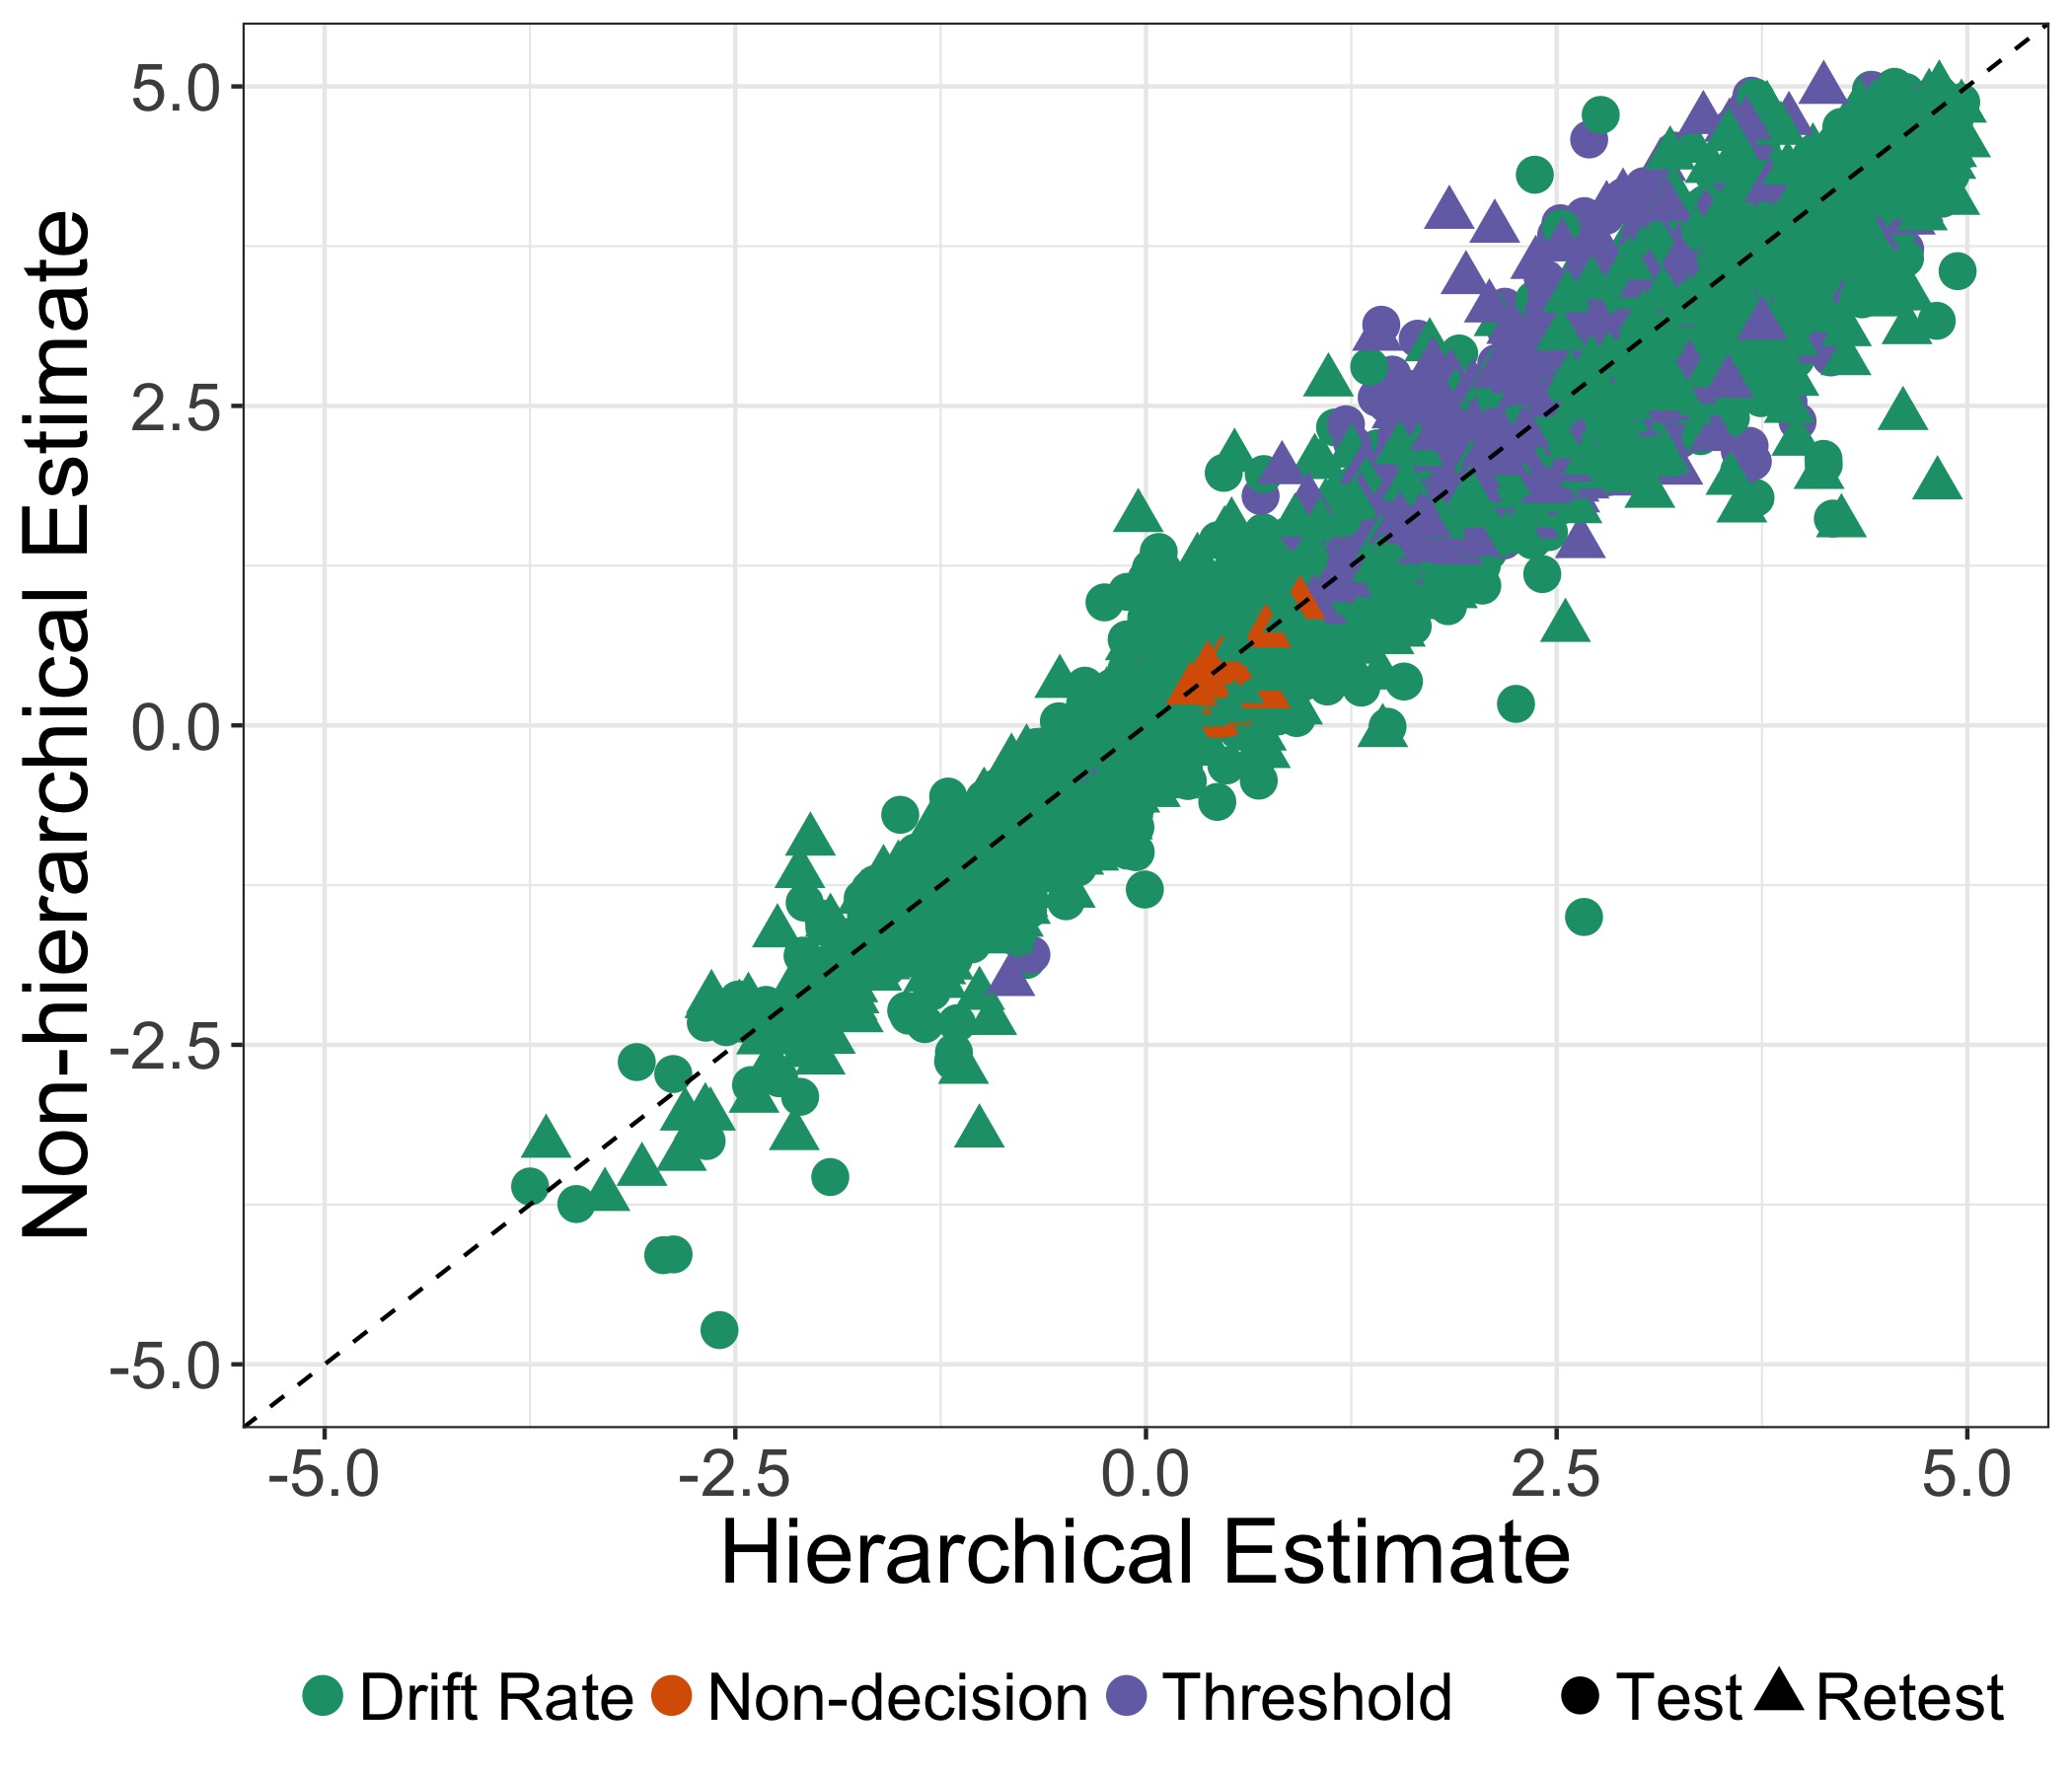 Non-hierarchical Estimate
5.0
2.5
0.0
-2.5
-5.0
-5.0 -2.5 0.0 2.5 5.0
Hierarchical Estimate
Drift Rate Non-decision Threshold Test Retest